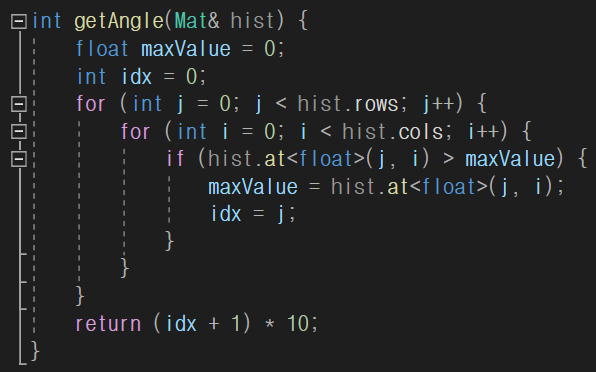 int getAngle(Mat& hist) {
    float maxValue = 0;
    int idx = 0;
    for (int j = 0; j < hist.rows; j++) {
        for (int i = 0; i < hist.cols; i++) {
            if (hist.at<float>(j, i) > maxValue) {
                maxValue = hist.at<float>(j, i);
                idx = j;
            }
        }
    }
    return (idx + 1) * 10;
}